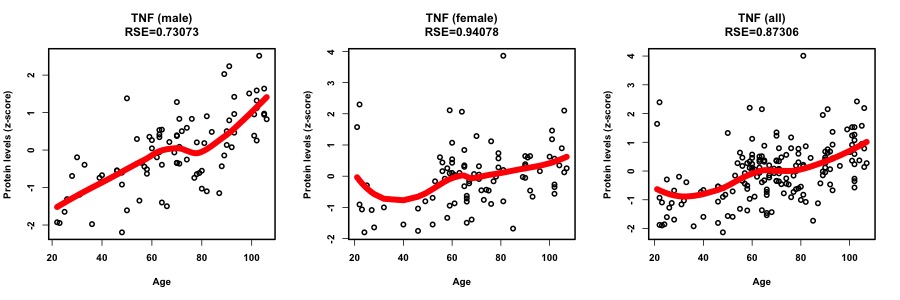 TNF (male)
RSE=0.73073
Protein levels (z-score)
2
1
0
-1
-2
20 40 60 80 100
Age
TNF (female)
RSE=0.94078
Protein levels (z-score)
4
3
2
1
0
-1
-2
20 40 60 80 100
Age
TNF (all)
RSE=0.87306
Protein levels (z-score)
4
3
2
1
0
-1
-2
20 40 60 80 100
Age